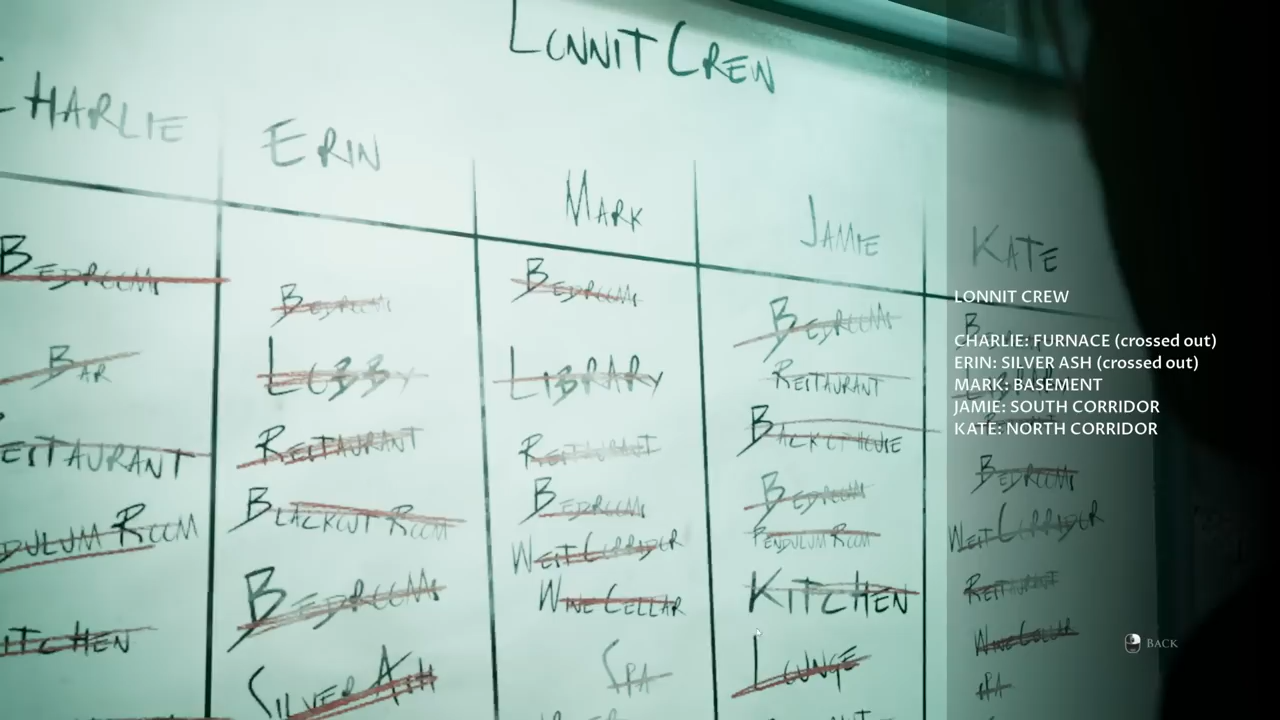 LONNIT CREW
CHARLIE
ERIN
MARK
JAMIE
KATE
BEDROOM
BAR
RESTAURANT
PENDULUM ROOM
KITCHEN
BEDROOM
LOBBY
RESTAURANT
BLACKOUT ROOM
BEDROOM
SILVER ASH
BEDROOM
LIBRARY
RESTAURANT
BEDROOM
WEST CORRIDOR
WINE CELLAR
SPA
BEDROOM
RESTAURANT
BACK OF HOUSE
BEDROOM
PENDULUM ROOM
KITCHEN
LOUNGE
BEDROOM
WEST CORRIDOR
RESTAURANT
WINE CELLAR
SPA
LONNIT CREW
CHARLIE: FURNACE (crossed out)
ERIN: SILVER ASH (crossed out)
MARK: BASEMENT
JAMIE: SOUTH CORRIDOR
KATE: NORTH CORRIDOR
BACK